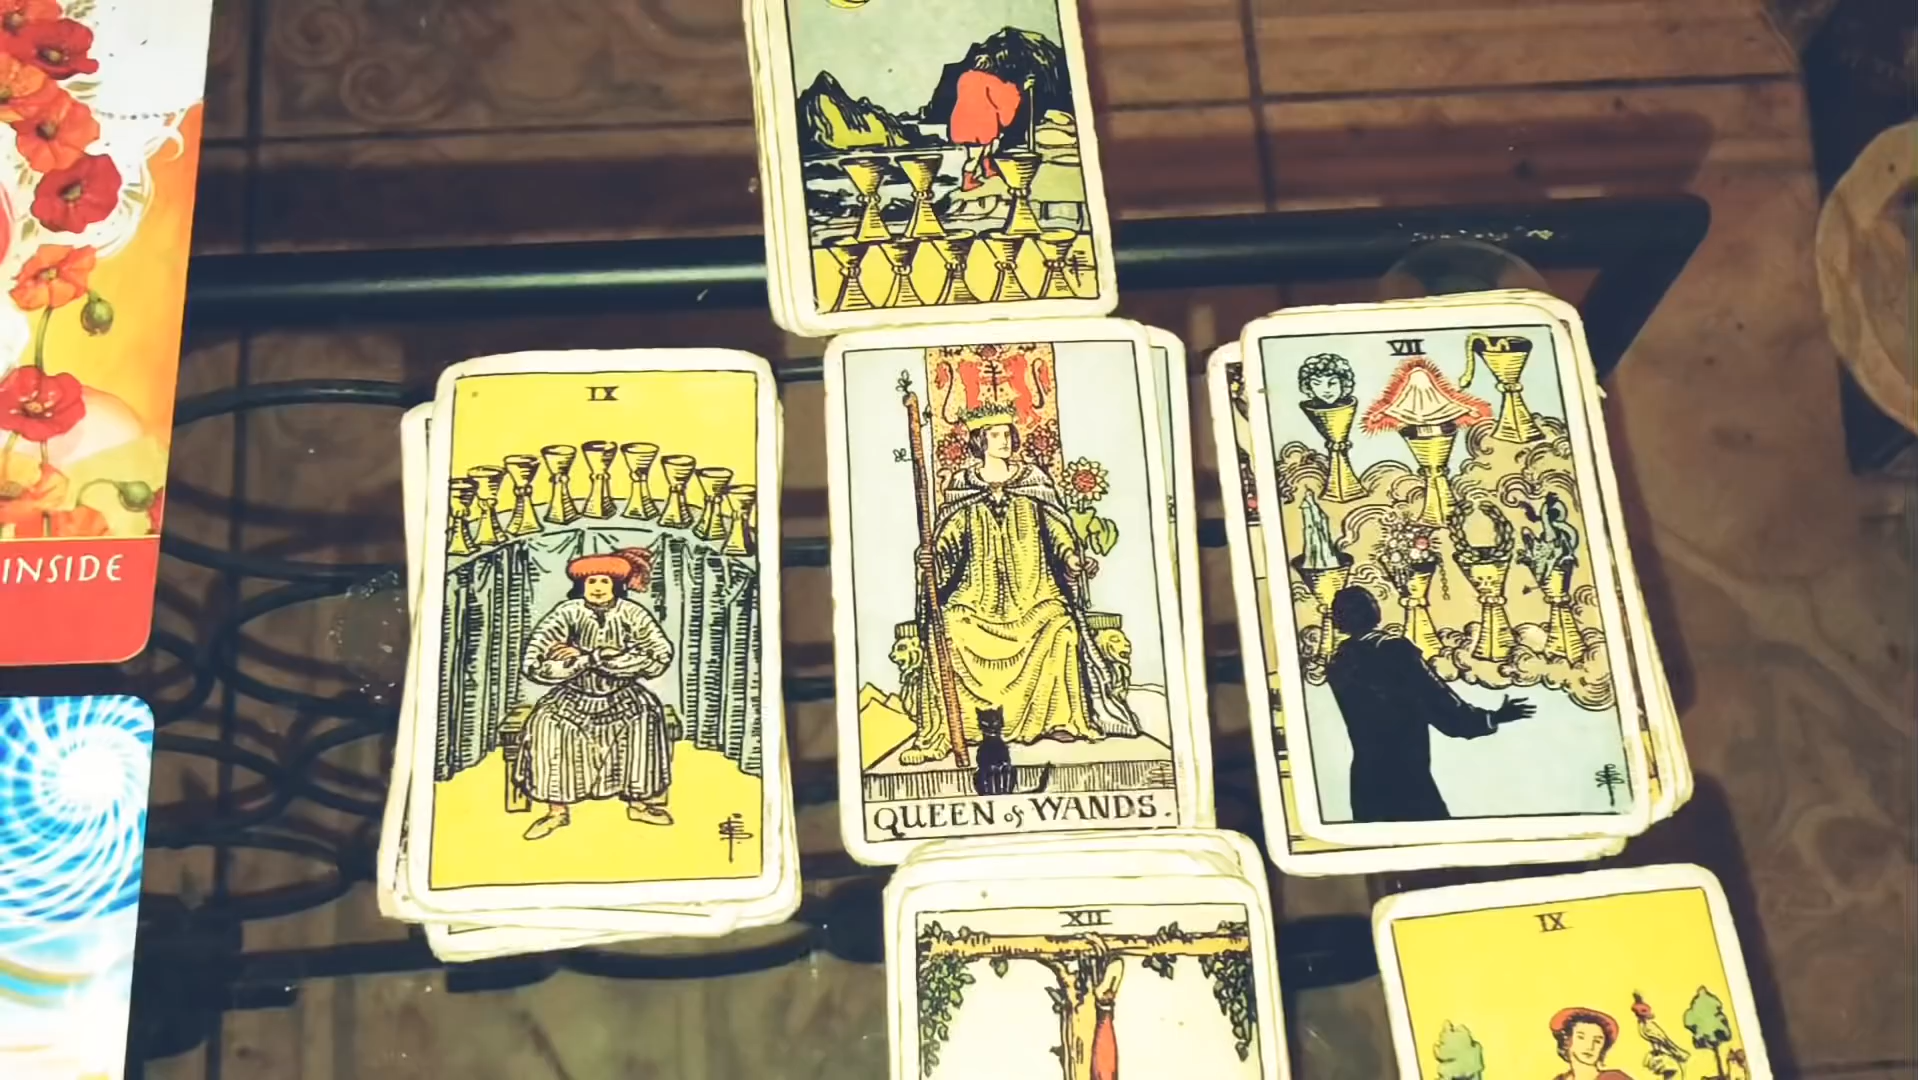 IX
VII
INSIDE
QUEEN of WANDS.
XII
IX